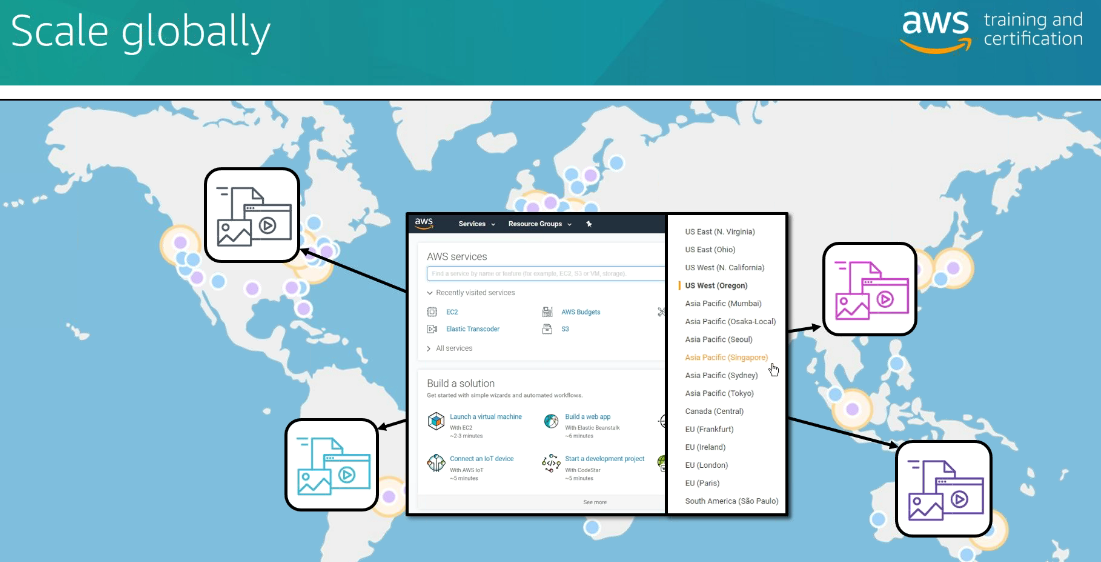 Scale globally
aws training and
certification
aws Services Resource Groups
AWS services
Find a service by name or feature (for example, EC2, S3 or VM, storage).
Recently visited services
EC2
AWS Budgets
Elastic Transcoder
S3
All services
Build a solution
Get started with simple wizards and automated workflows.
Launch a virtual machine
With EC2
~2-3 minutes
Build a web app
With Elastic Beanstalk
~6 minutes
Connect an IoT device
With AWS IoT
~5 minutes
Start a development project
With CodeStar
~5 minutes
See more
US East (N. Virginia)
US East (Ohio)
US West (N. California)
US West (Oregon)
Asia Pacific (Mumbai)
Asia Pacific (Osaka-Local)
Asia Pacific (Seoul)
Asia Pacific (Singapore)
Asia Pacific (Sydney)
Asia Pacific (Tokyo)
Canada (Central)
EU (Frankfurt)
EU (Ireland)
EU (London)
EU (Paris)
South America (São Paulo)